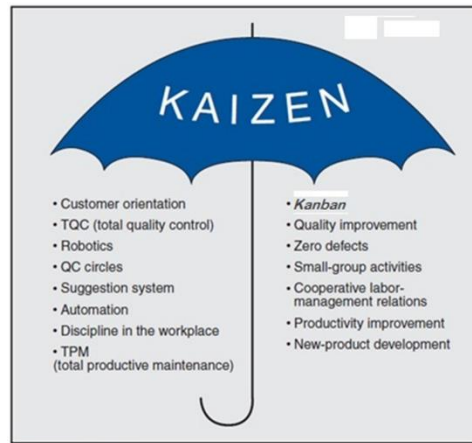 KAIZEN
• Customer orientation
• TQC (total quality control)
• Robotics
• QC circles
• Suggestion system
• Automation
• Discipline in the workplace
• TPM
(total productive maintenance)
• Kanban
• Quality improvement
• Zero defects
• Small-group activities
• Cooperative labor-
management relations
• Productivity improvement
• New-product development